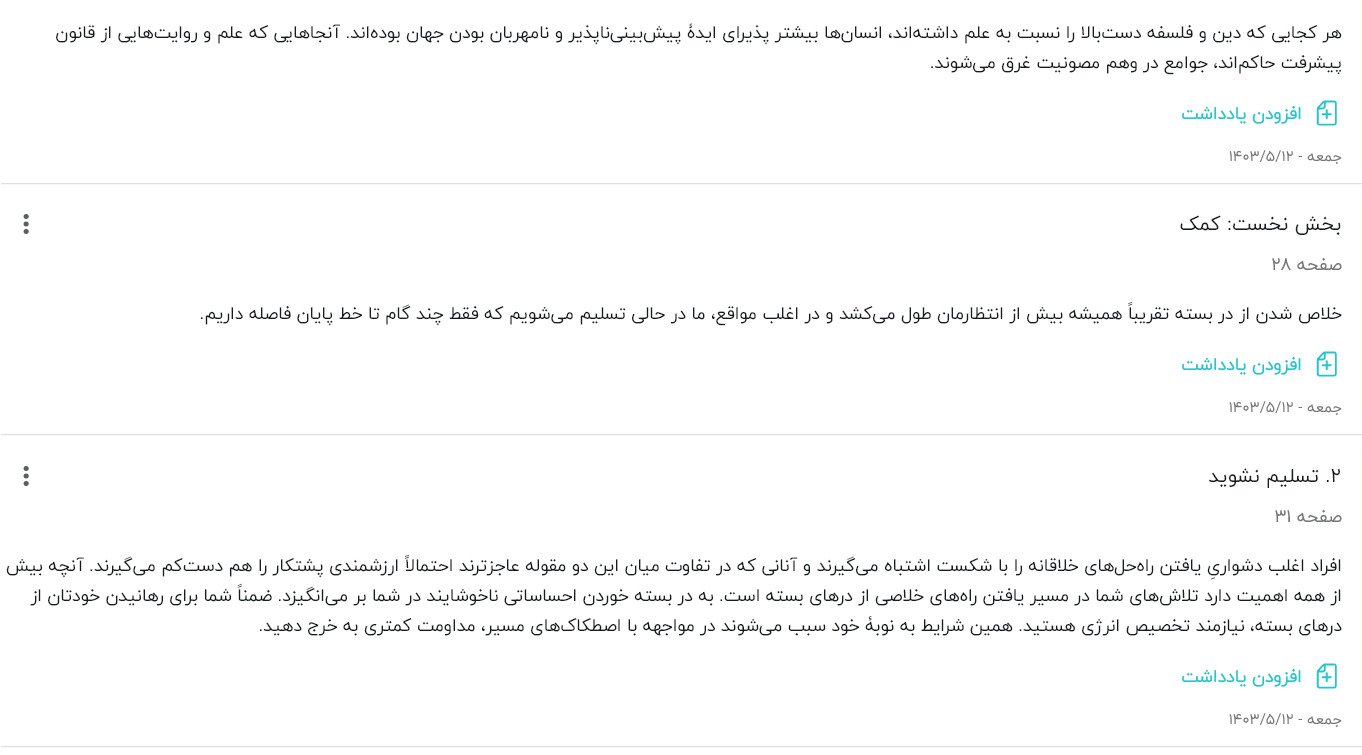 هر کجایی که دین و فلسفه دست‌بالا را نسبت به علم داشته‌اند، انسان‌ها بیشتر پذیرای ایدهٔ پیش‌بینی‌ناپذیر و نامهربان بودن جهان بوده‌اند. آنجاهایی که علم و روایت‌هایی از قانون
پیشرفت حاکم‌اند، جوامع در وهم مصونیت غرق می‌شوند.
افزودن یادداشت
جمعه - ۱۴۰۳/۵/۱۲
بخش نخست: کمک
صفحه ۲۸
خلاص شدن از در بسته تقریباً همیشه بیش از انتظارمان طول می‌کشد و در اغلب مواقع، ما در حالی تسلیم می‌شویم که فقط چند گام تا خط پایان فاصله داریم.
افزودن یادداشت
جمعه - ۱۴۰۳/۵/۱۲
۲. تسلیم نشوید
صفحه ۳۱
افراد اغلب دشواریِ یافتن راه‌حل‌های خلاقانه را با شکست اشتباه می‌گیرند و آنانی که در تفاوت میان این دو مقوله عاجزترند احتمالاً ارزشمندی پشتکار را هم دست‌کم می‌گیرند. آنچه بیش
از همه اهمیت دارد تلاش‌های شما در مسیر یافتن راه‌های خلاصی از درهای بسته است. به در بسته خوردن احساساتی ناخوشایند در شما بر می‌انگیزد. ضمناً شما برای رهانیدن خودتان از
درهای بسته، نیازمند تخصیص انرژی هستید. همین شرایط به نوبهٔ خود سبب می‌شوند در مواجهه با اصطکاک‌های مسیر، مداومت کمتری به خرج دهید.
افزودن یادداشت
جمعه - ۱۴۰۳/۵/۱۲